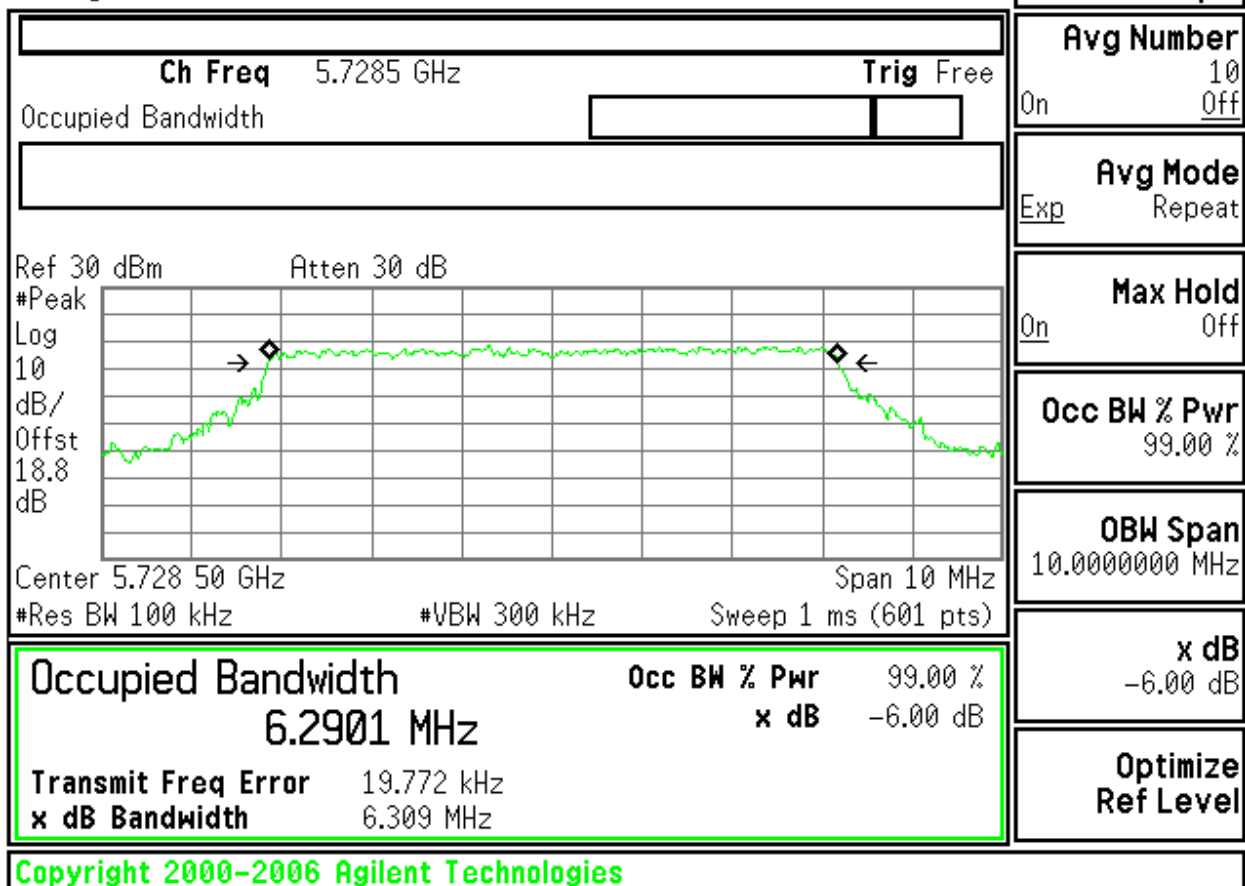 Ch Freq 5.7285 GHz Trig Free
Occupied Bandwidth
Ref 30 dBm Atten 30 dB
#Peak
Log
10
dB/
Offst
18.8
dB
Center 5.728 50 GHz Span 10 MHz
#Res BW 100 kHz #VBW 300 kHz Sweep 1 ms (601 pts)
Occupied Bandwidth Occ BW % Pwr 99.00 %
6.2901 MHz x dB -6.00 dB
Transmit Freq Error 19.772 kHz
x dB Bandwidth 6.309 MHz
Copyright 2000-2006 Agilent Technologies
Avg Number
10
On Off
Avg Mode
Exp Repeat
Max Hold
On Off
Occ BW % Pwr
99.00 %
OBW Span
10.0000000 MHz
x dB
-6.00 dB
Optimize
Ref Level